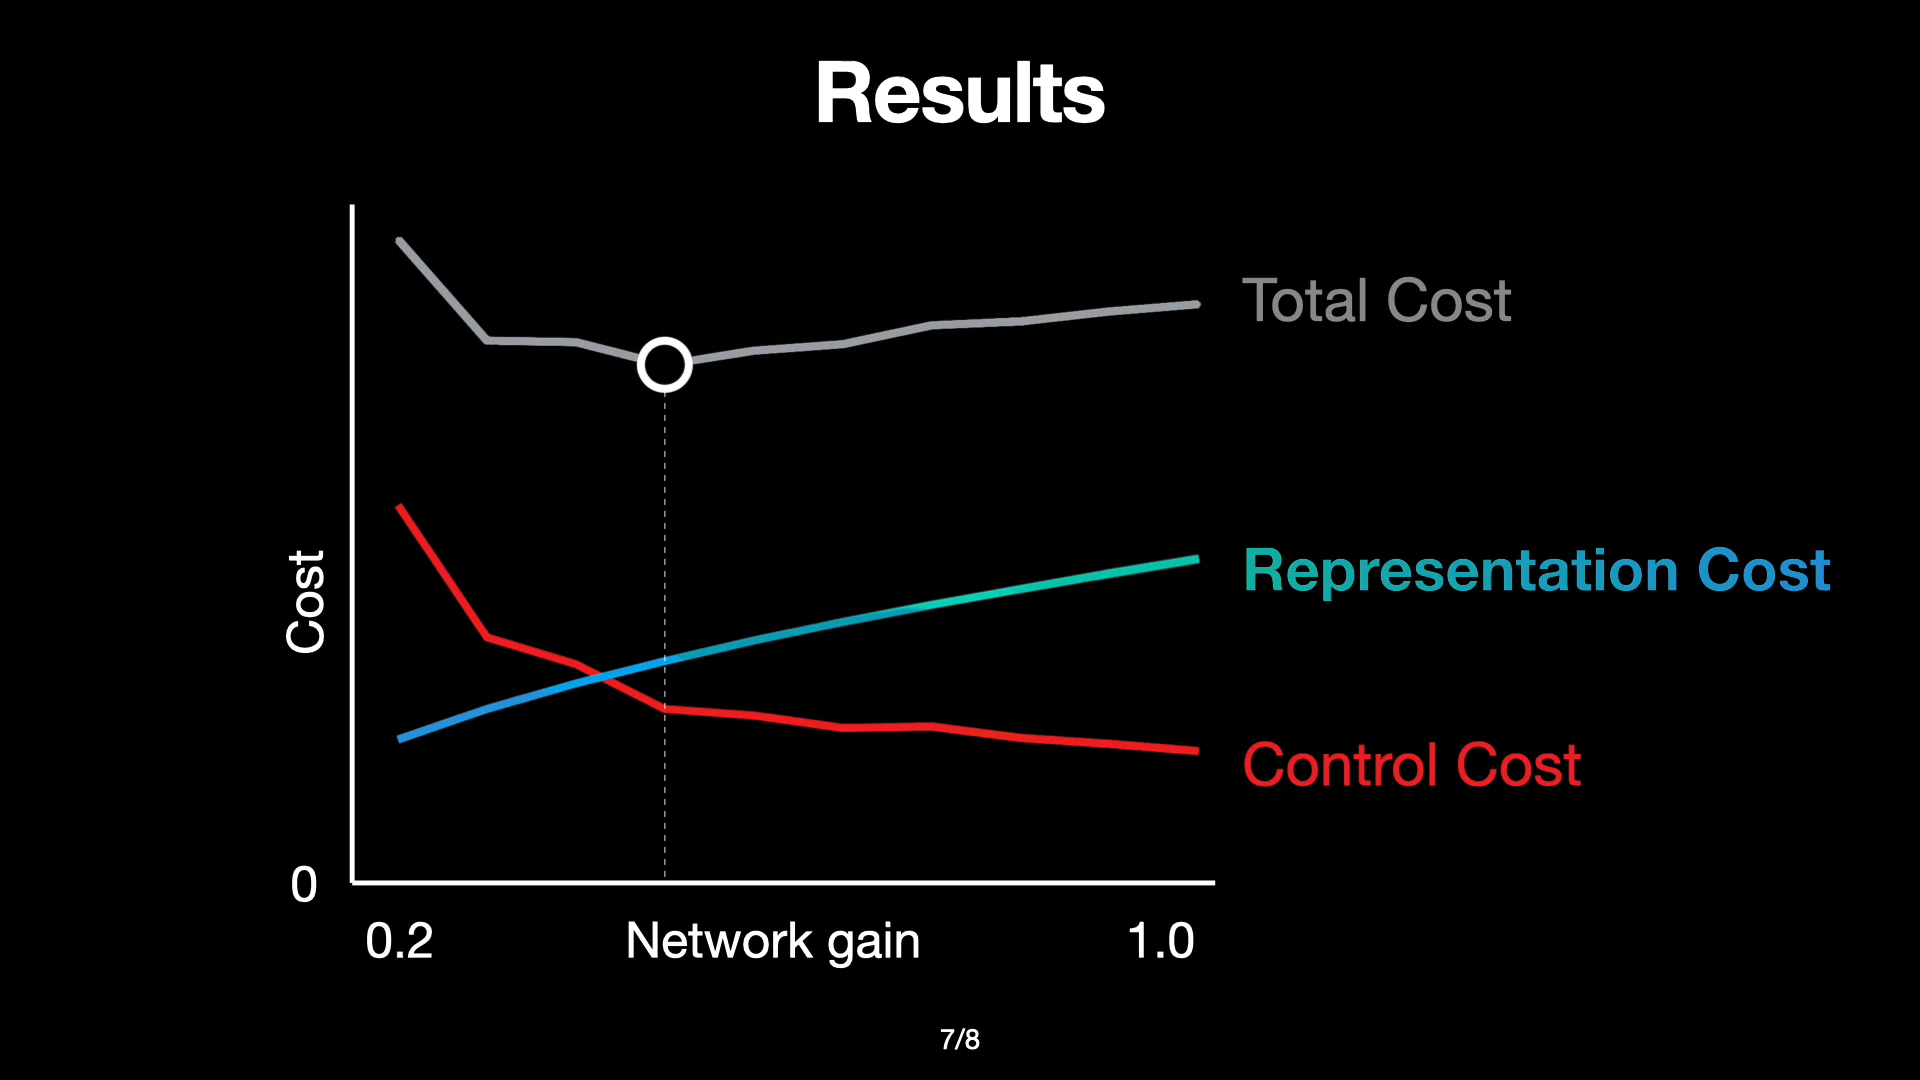 Results
Total Cost
Representation Cost
Control Cost
Cost
0
0.2
Network gain
1.0
7/8